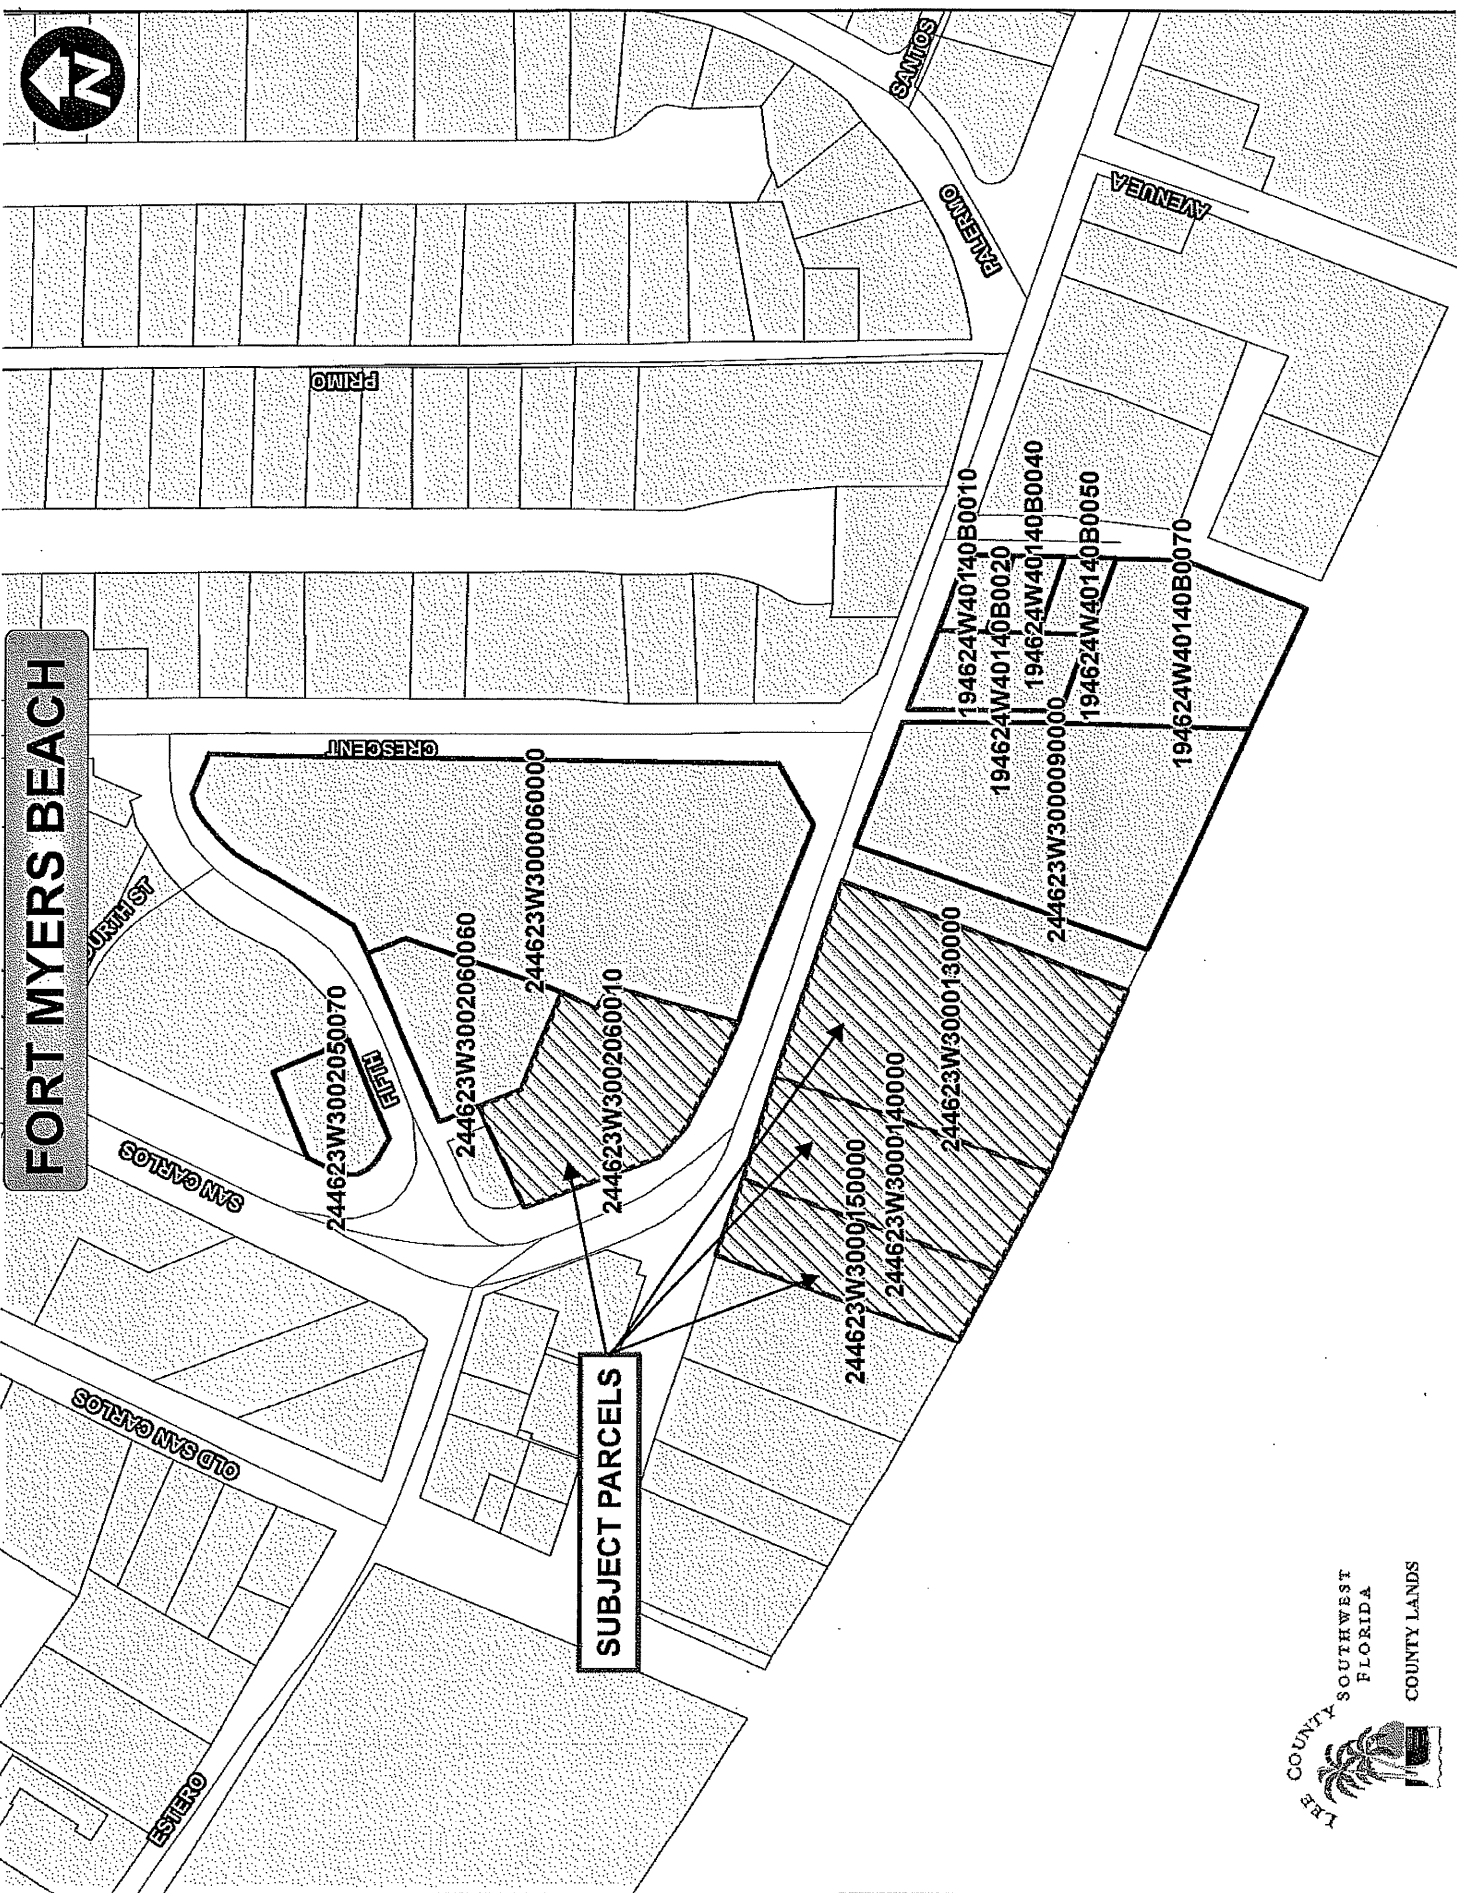 FORT MYERS BEACH
N
SAN CARLOS
OLD SAN CARLOS
ESTERO
URTH ST
FIFTH
CRESCENT
PRIMO
PALERMO
SANTOS
AVENUE A
244623W3002050070
244623W3002060060
244623W3000060000
244623W3002060010
SUBJECT PARCELS
244623W3000150000
244623W3000140000
244623W3000130000
244623W3000090000
194624W40140B0010
194624W40140B0020
194624W40140B0040
194624W40140B0050
194624W40140B0070
LEE COUNTY
SOUTHWEST
FLORIDA
COUNTY LANDS